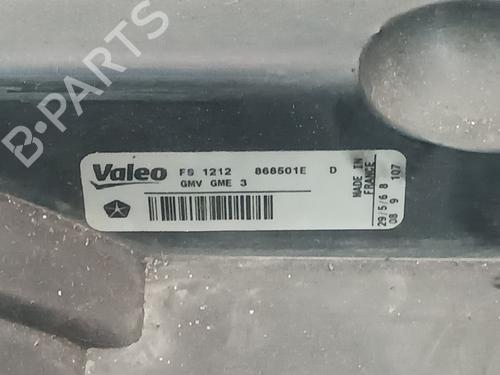 B-PARTS
Valeo FS 1212 868501E D
GMV GME 3
MADE IN
FRANCE
29/5/6 8
08 9 107